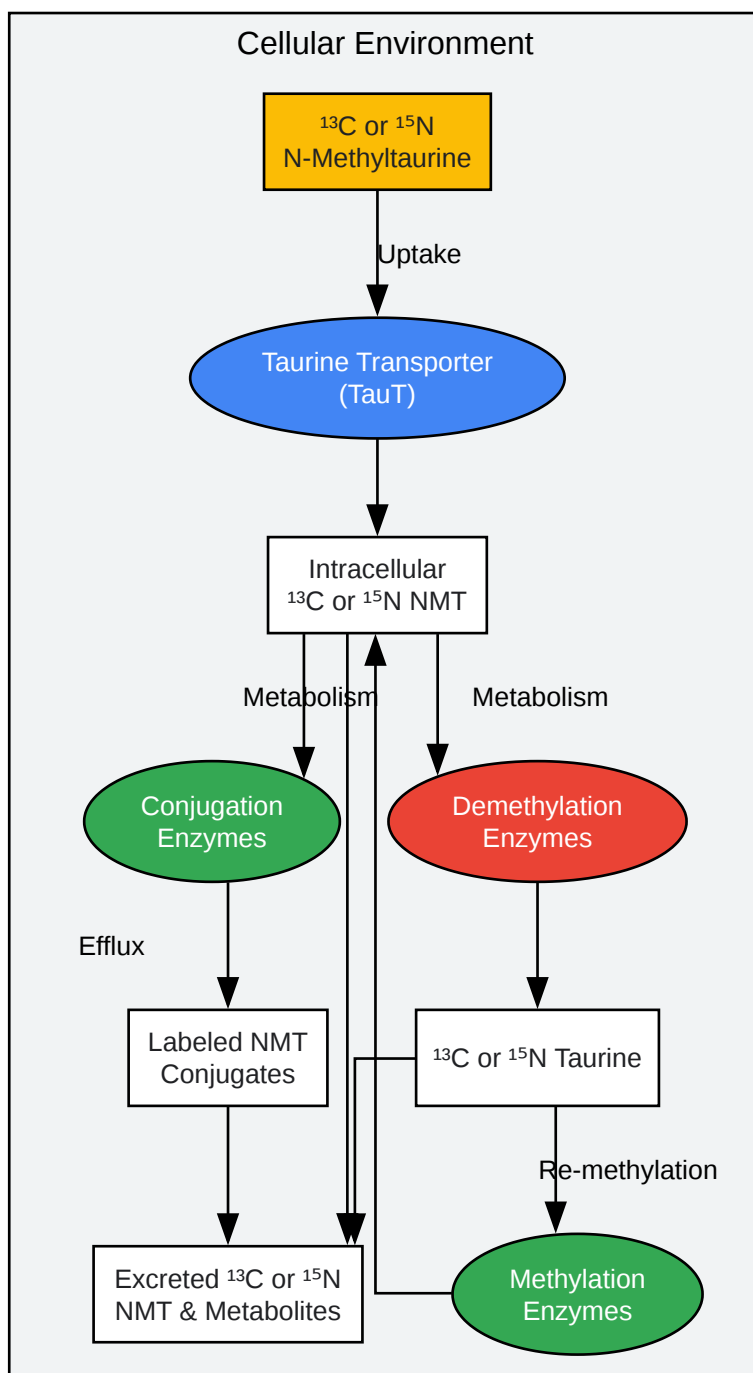 Cellular Environment
¹³C or ¹⁵N
N-Methyltaurine
Uptake
Taurine Transporter
(TauT)
Intracellular
¹³C or ¹⁵N NMT
Metabolism
Metabolism
Conjugation
Enzymes
Demethylation
Enzymes
Efflux
Labeled NMT
Conjugates
¹³C or ¹⁵N Taurine
Re-methylation
Excreted ¹³C or ¹⁵N
NMT & Metabolites
Methylation
Enzymes